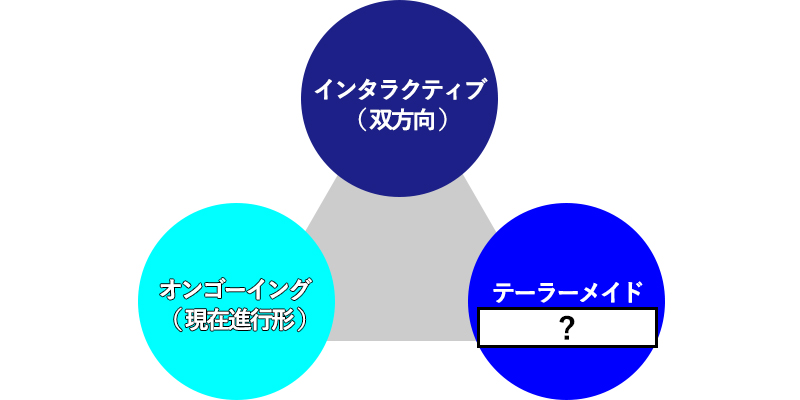 インタラクティブ
（双方向）
オンゴーイング
（現在進行形）
テーラーメイド
?